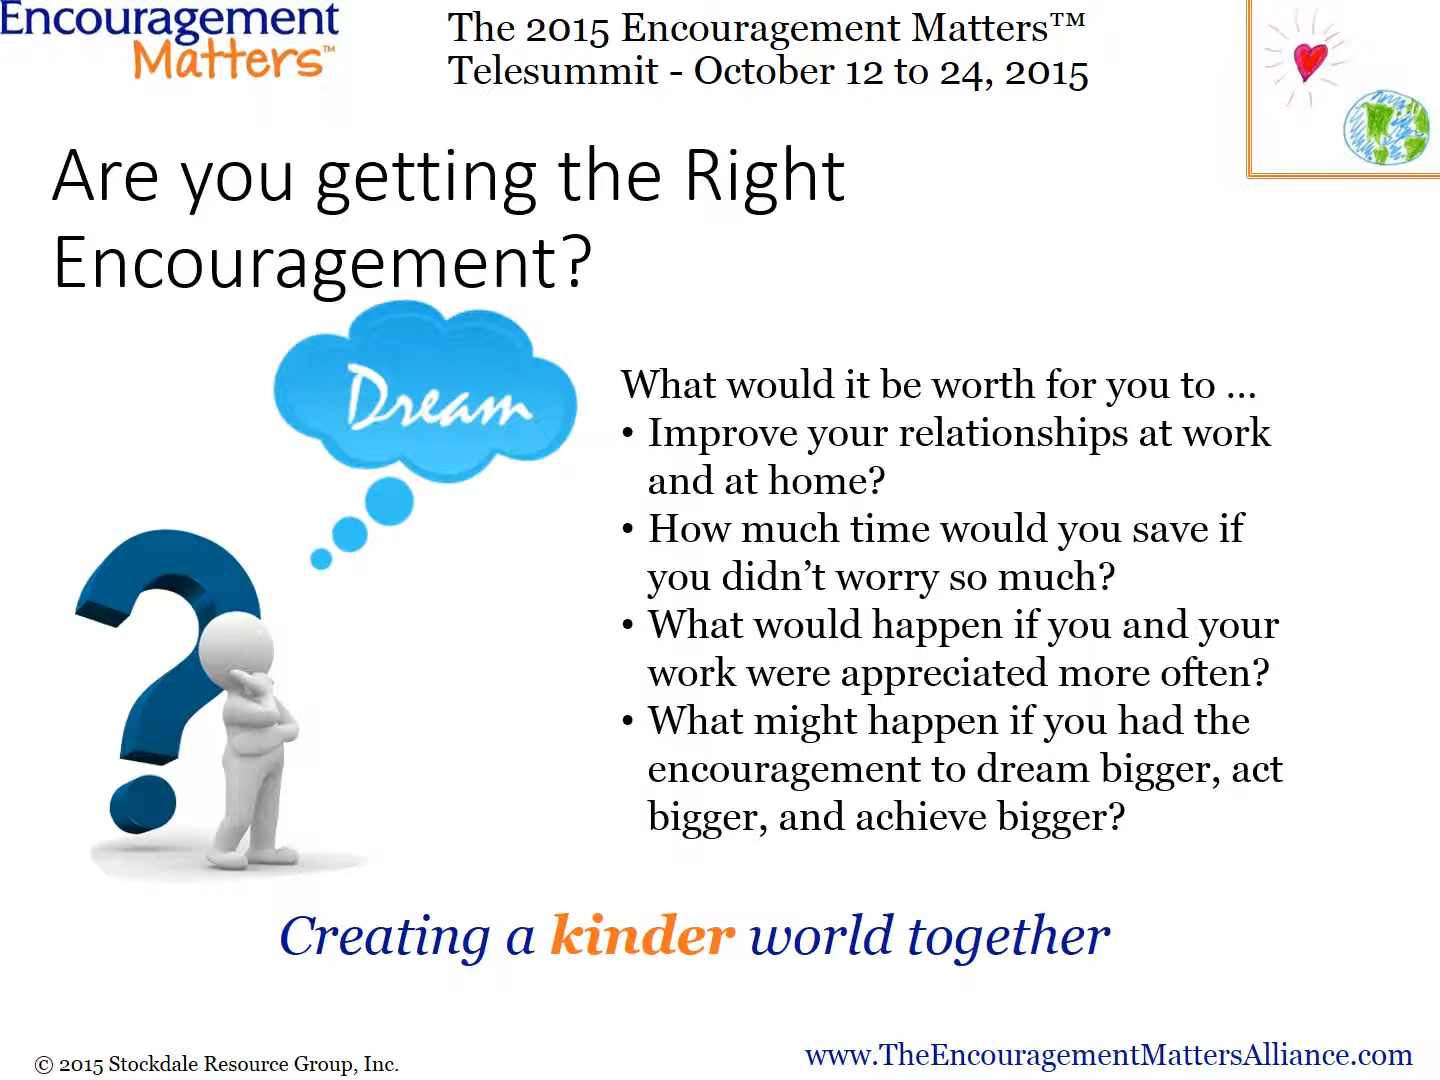 Encouragement
Matters™
The 2015 Encouragement Matters™
Telesummit - October 12 to 24, 2015
Are you getting the Right
Encouragement?
Dream
What would it be worth for you to ...
• Improve your relationships at work
and at home?
• How much time would you save if
you didn’t worry so much?
• What would happen if you and your
work were appreciated more often?
• What might happen if you had the
encouragement to dream bigger, act
bigger, and achieve bigger?
Creating a kinder world together
© 2015 Stockdale Resource Group, Inc.
www.TheEncouragementMattersAlliance.com